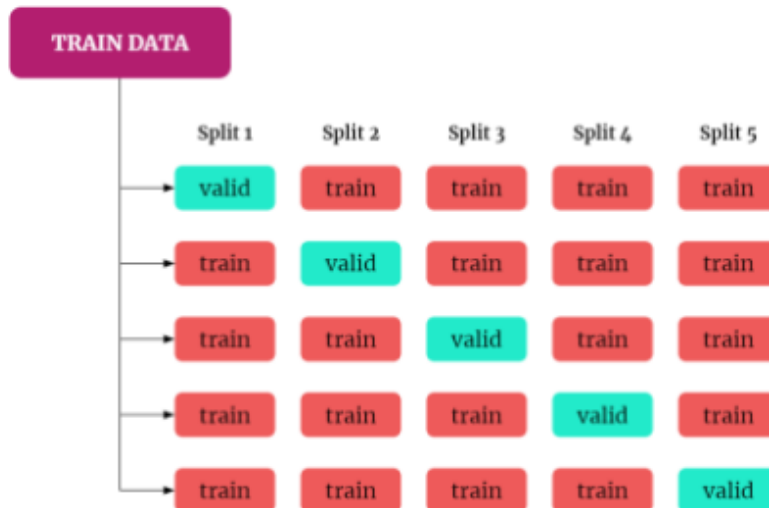 TRAIN DATA
Split 1 Split 2 Split 3 Split 4 Split 5
valid train train train train
train valid train train train
train train valid train train
train train train valid train
train train train train valid